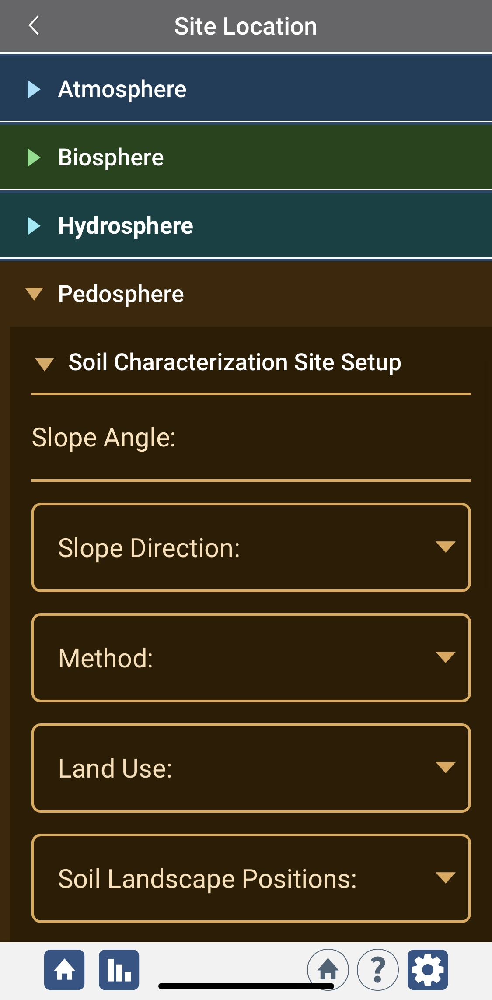 Site Location
Atmosphere
Biosphere
Hydrosphere
Pedosphere
Soil Characterization Site Setup
Slope Angle:
Slope Direction:
Method:
Land Use:
Soil Landscape Positions:
?